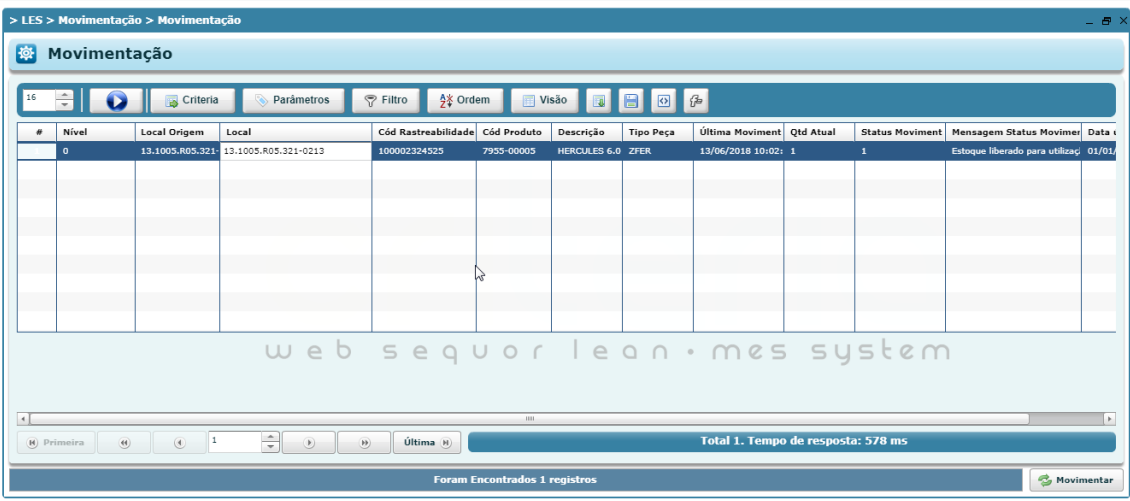 > LES > Movimentação > Movimentação
Movimentação
16 Criteria Parâmetros Filtro Ordem Visão
# Nível Local Origem Local Cód Rastreabilidade Cód Produto Descrição Tipo Peça Última Moviment Qtd Atual Status Moviment Mensagem Status Movimen Data
1 0 13.1005.R05.321- 13.1005.R05.321-0213 100002324525 7955-00005 HERCULES 6.0 ZFER 13/06/2018 10:02: 1 1 Estoque liberado para utilizaç 01/01/
web sequor lean • mes system
Primeira 1 Última Total 1. Tempo de resposta: 578 ms
Foram Encontrados 1 registros Movimentar